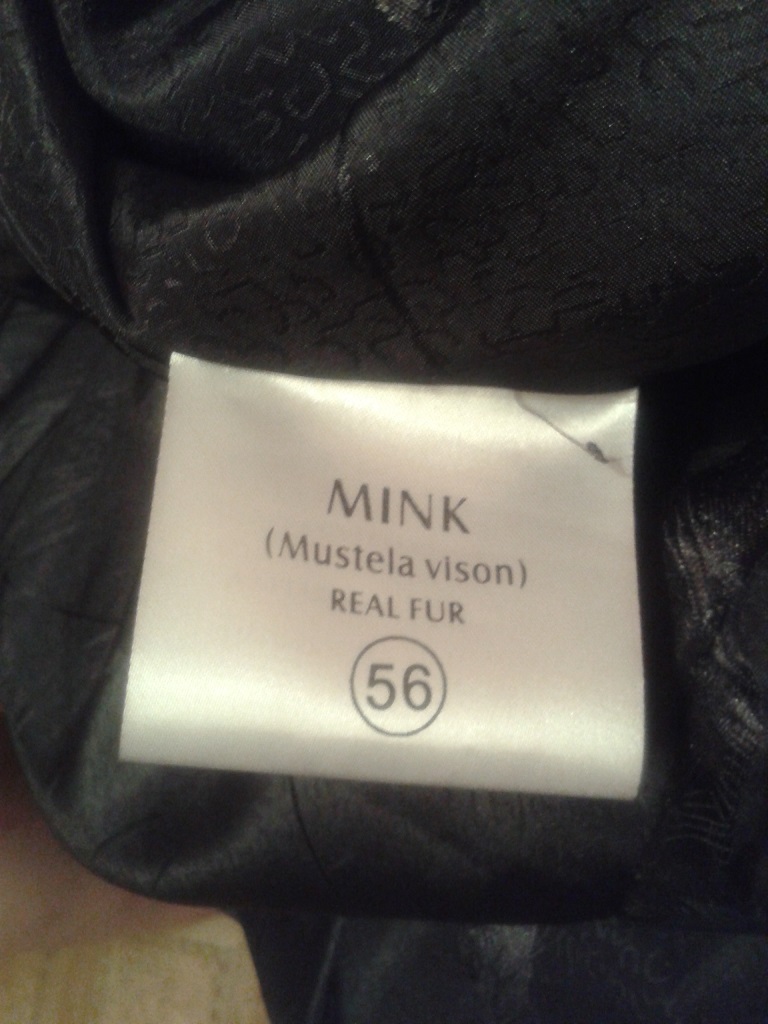 MINK
(Mustela vison)
REAL FUR
56